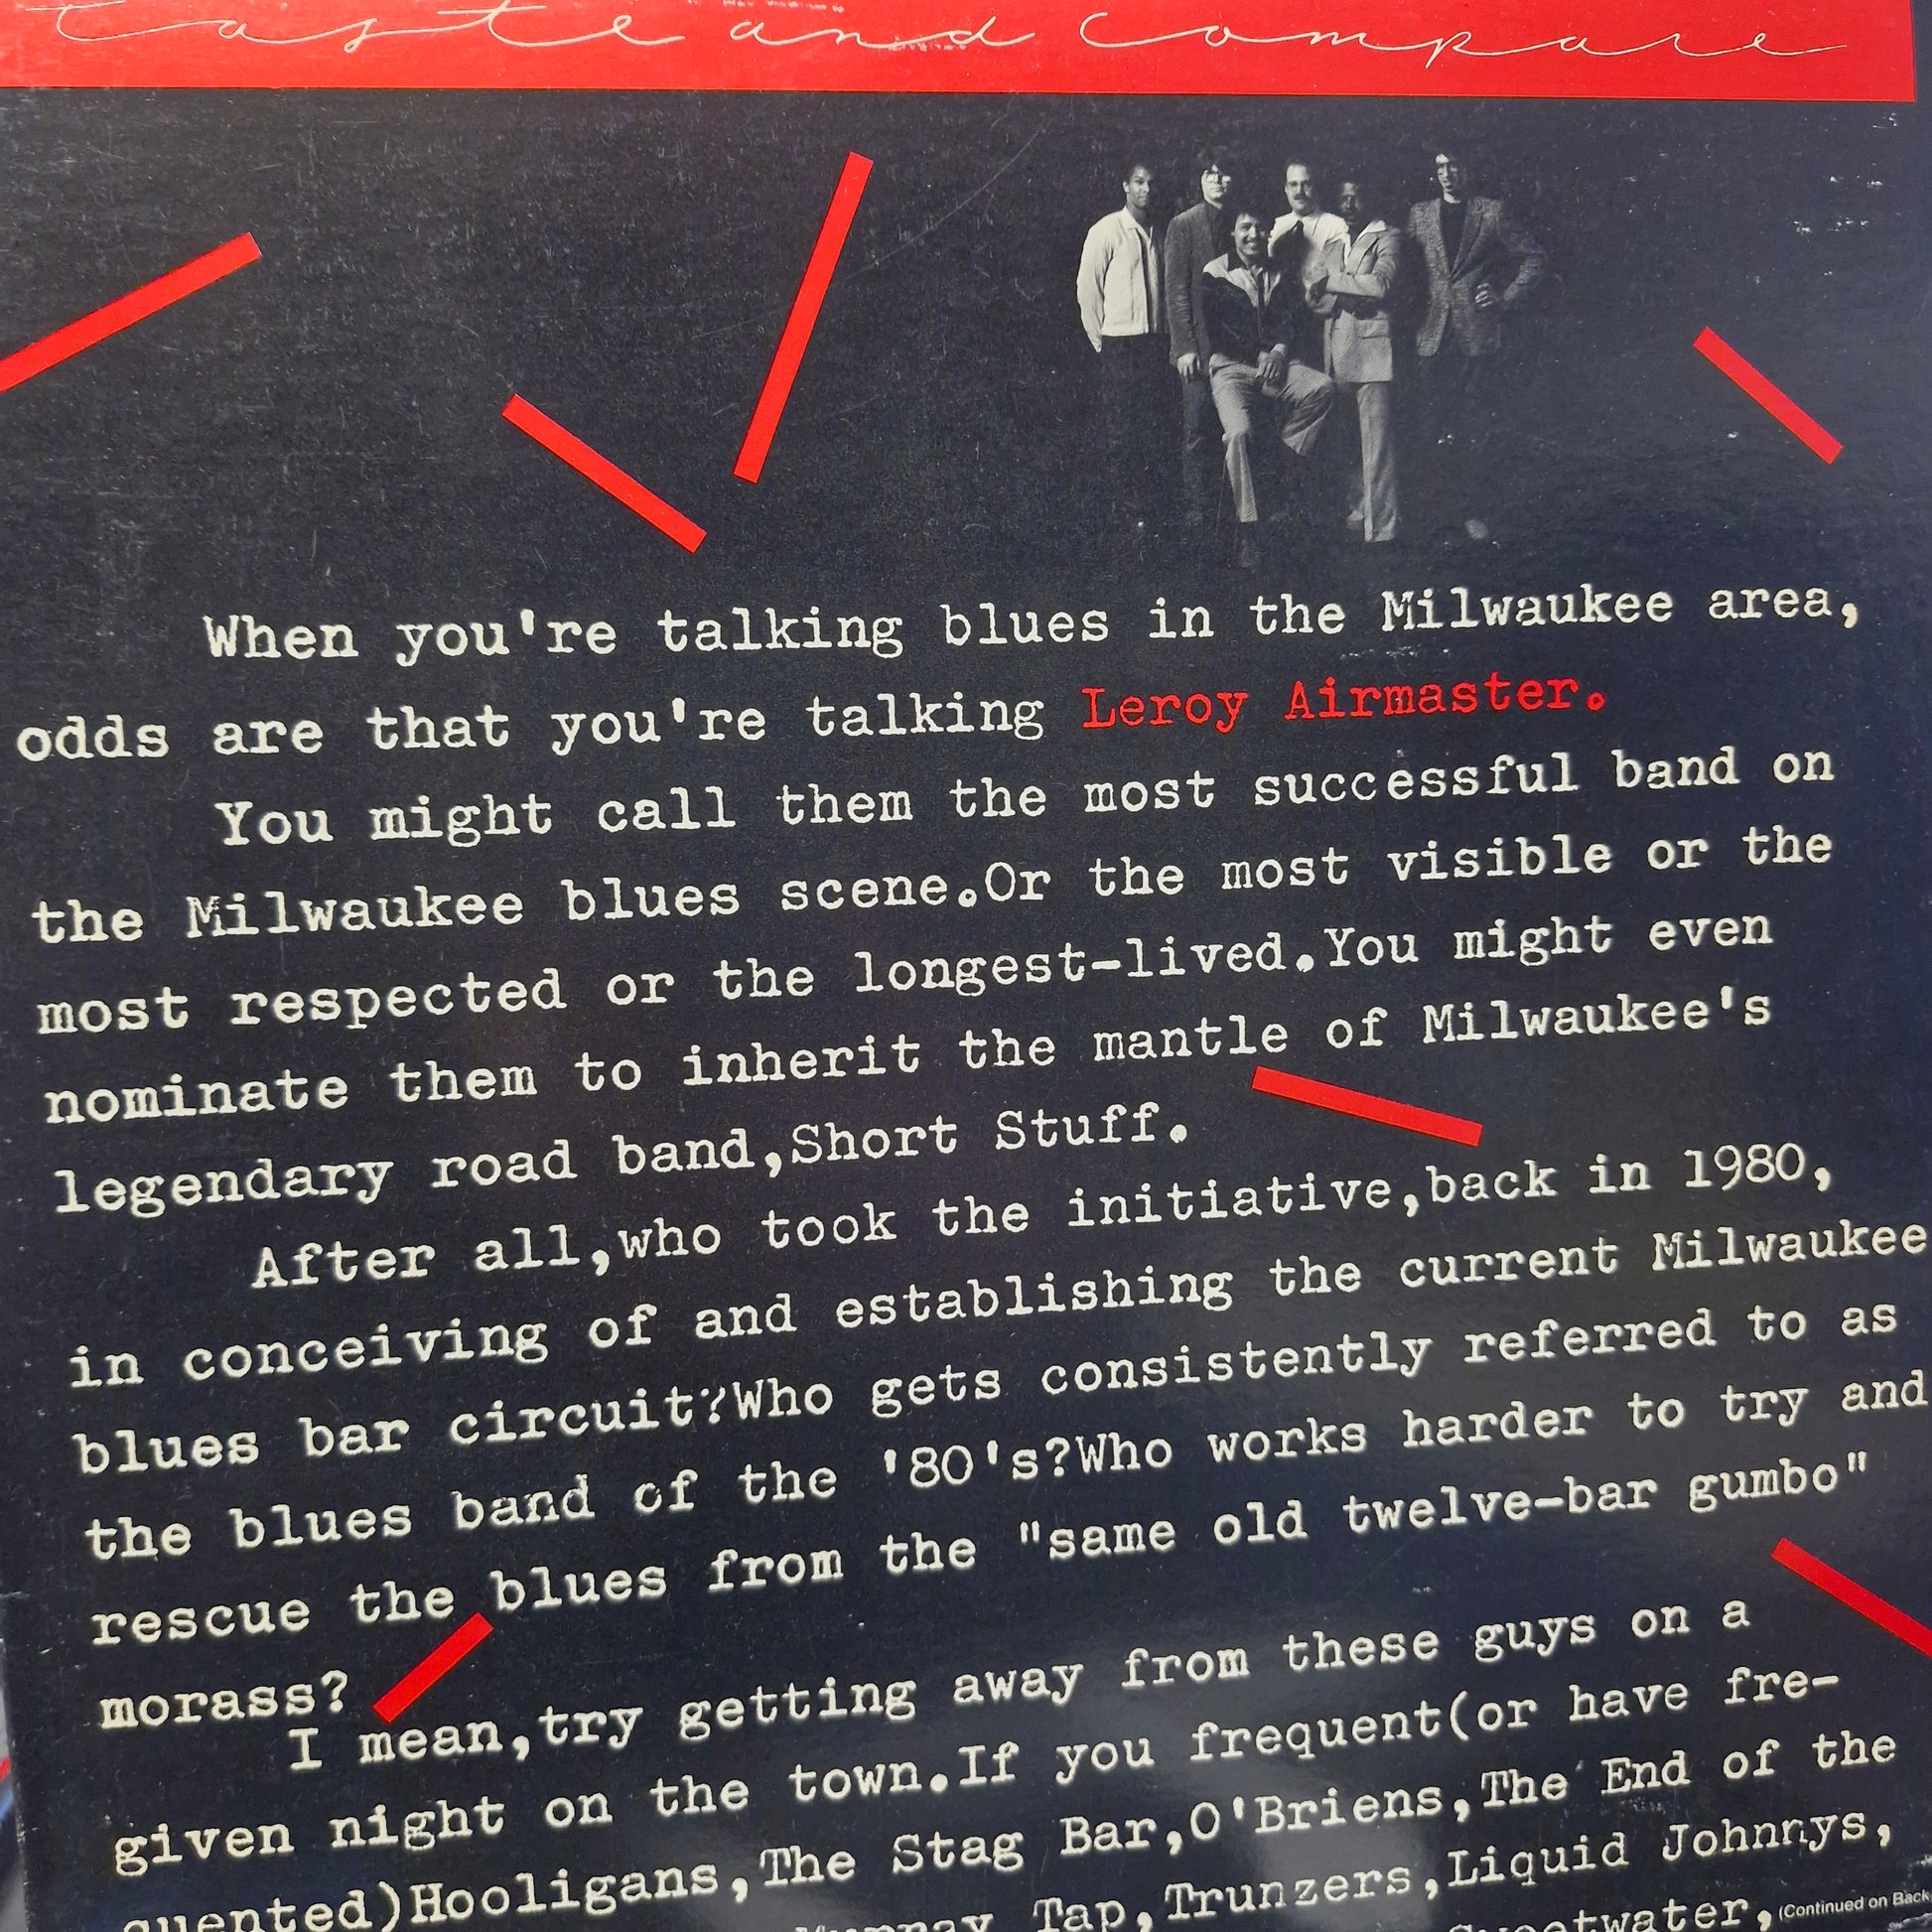 taste and compare
When you're talking blues in the Milwaukee area,
odds are that you're talking Leroy Airmaster.
You might call them the most successful band on
the Milwaukee blues scene.Or the most visible or the
most respected or the longest-lived.You might even
nominate them to inherit the mantle of Milwaukee's
legendary road band,Short Stuff.
After all,who took the initiative,back in 1980,
in conceiving of and establishing the current Milwaukee
blues bar circuit?Who gets consistently referred to as
the blues band of the '80's?Who works harder to try and
rescue the blues from the "same old twelve-bar gumbo"
morass?
I mean,try getting away from these guys on a
given night on the town.If you frequent(or have fre-
quented)Hooligans,The Stag Bar,O'Briens,The End of the
Tap,Trunzers,Liquid Johnnys,
(Continued on Back